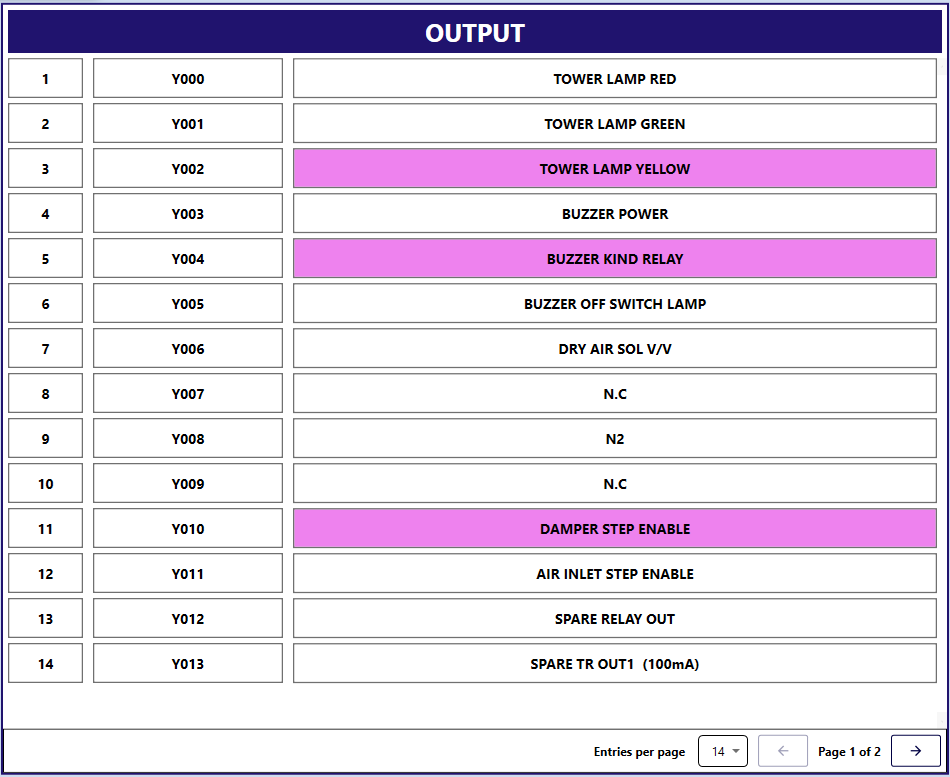 OUTPUT
1 Y000 TOWER LAMP RED
2 Y001 TOWER LAMP GREEN
3 Y002 TOWER LAMP YELLOW
4 Y003 BUZZER POWER
5 Y004 BUZZER KIND RELAY
6 Y005 BUZZER OFF SWITCH LAMP
7 Y006 DRY AIR SOL V/V
8 Y007 N.C
9 Y008 N2
10 Y009 N.C
11 Y010 DAMPER STEP ENABLE
12 Y011 AIR INLET STEP ENABLE
13 Y012 SPARE RELAY OUT
14 Y013 SPARE TR OUT1 (100mA)
Entries per page 14 Page 1 of 2